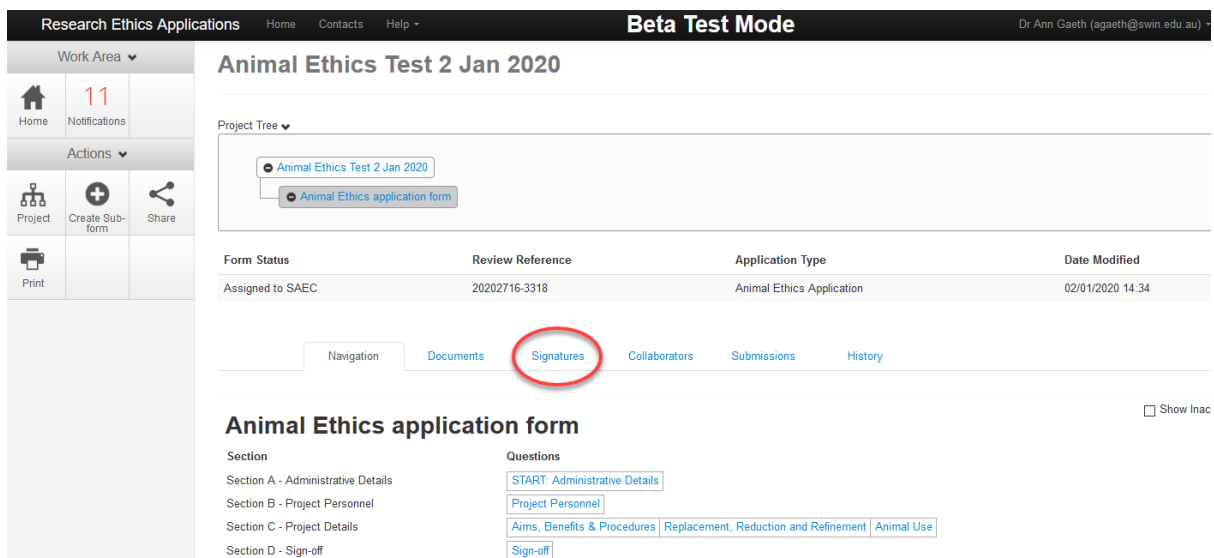 Research Ethics Applications Home Contacts Help Beta Test Mode Dr Ann Gaeth (agaeth@swin.edu.au)
Work Area
Home
11
Notifications
Actions
Project
Create Sub-
form
Share
Print
Animal Ethics Test 2 Jan 2020
Project Tree
Animal Ethics Test 2 Jan 2020
Animal Ethics application form
Form Status Review Reference Application Type Date Modified
Assigned to SAEC 20202716-3318 Animal Ethics Application 02/01/2020 14:34
Navigation Documents Signatures Collaborators Submissions History
Show Inac
Animal Ethics application form
Section Questions
Section A - Administrative Details START: Administrative Details
Section B - Project Personnel Project Personnel
Section C - Project Details Aims, Benefits & Procedures Replacement, Reduction and Refinement Animal Use
Section D - Sign-off Sign-off